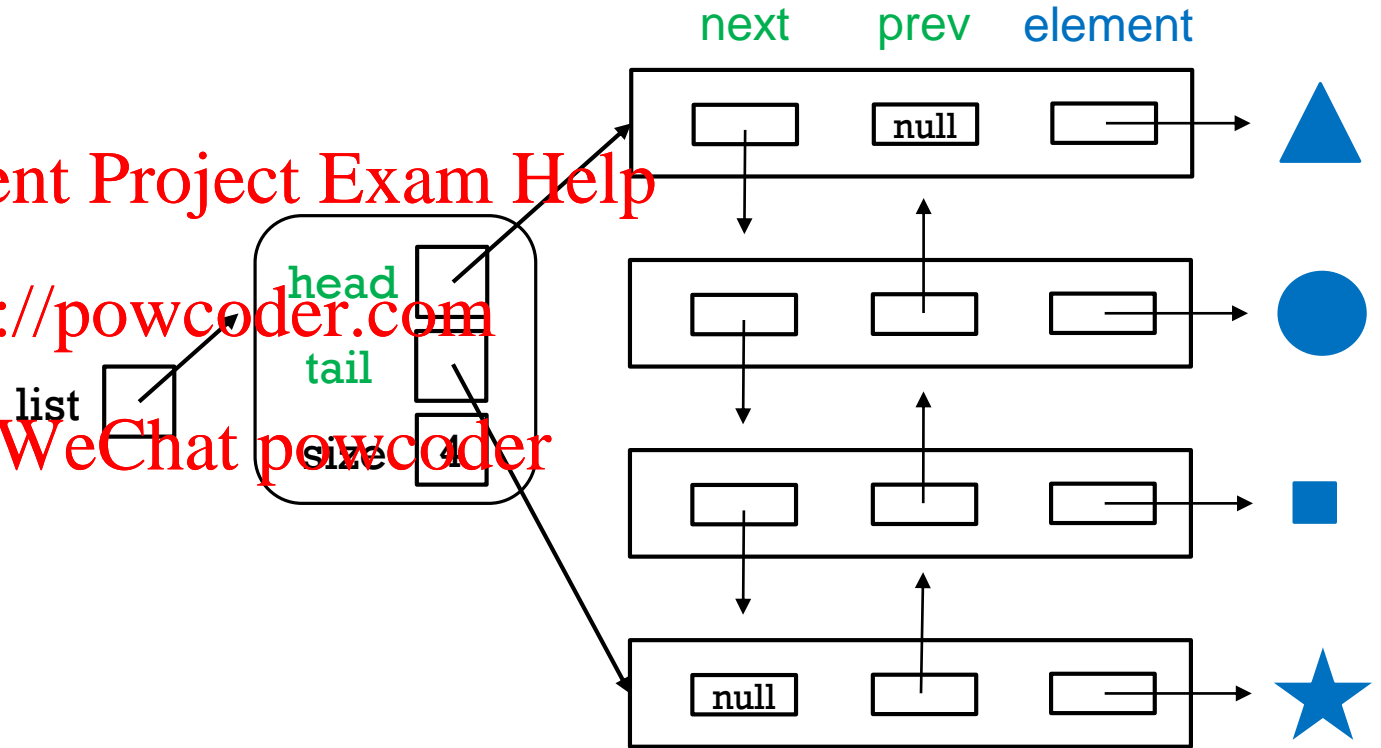 next prev element
null
ent Project Exam Help
head
://powcoder.com
tail
list
WeChat powcoder
size 4
null